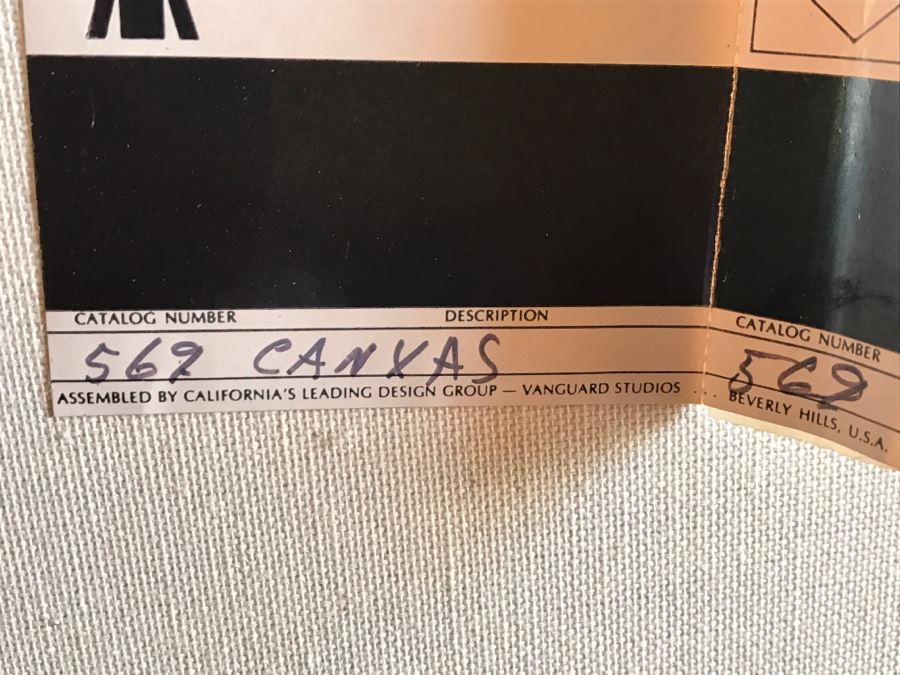 CATALOG NUMBER DESCRIPTION
569 CANVAS
ASSEMBLED BY CALIFORNIA'S LEADING DESIGN GROUP — VANGUARD STUDIOS . . .
CATALOG NUMBER
569
BEVERLY HILLS, U.S.A.